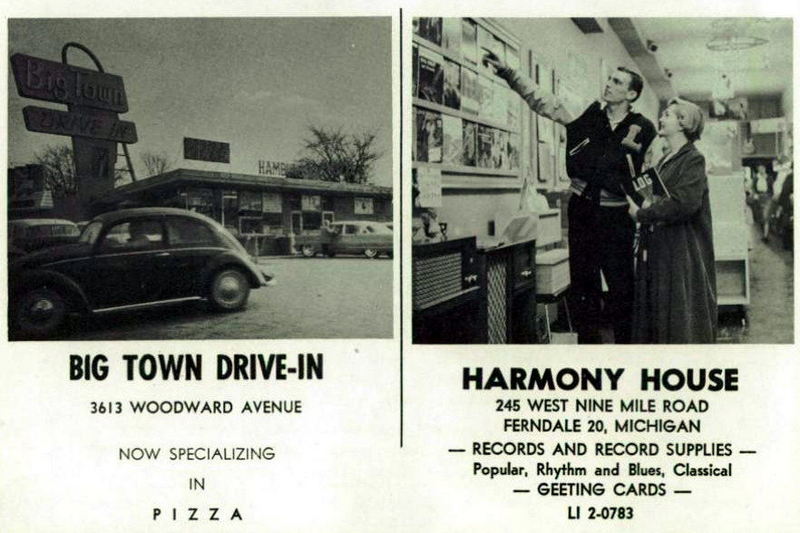 Big Town
DRIVE-IN
HAMBU
BIG TOWN DRIVE-IN
3613 WOODWARD AVENUE
NOW SPECIALIZING
IN
PIZZA
L
LOG
HARMONY HOUSE
245 WEST NINE MILE ROAD
FERNDALE 20, MICHIGAN
— RECORDS AND RECORD SUPPLIES —
Popular, Rhythm and Blues, Classical
— GEETING CARDS —
LI 2-0783